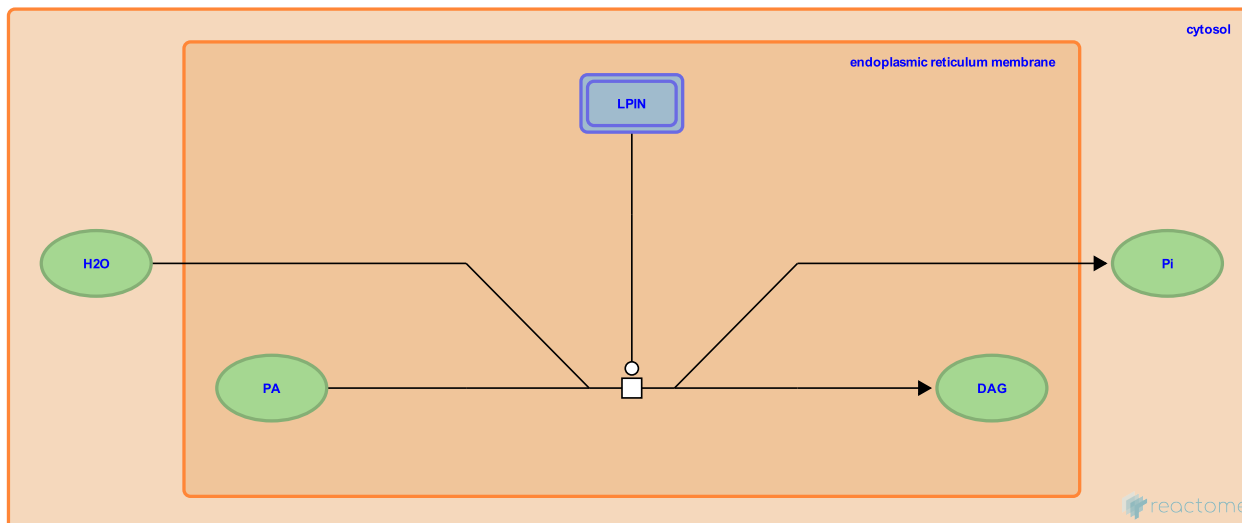 cytosol
endoplasmic reticulum membrane
LPIN
H2O
Pi
PA
DAG
reactome